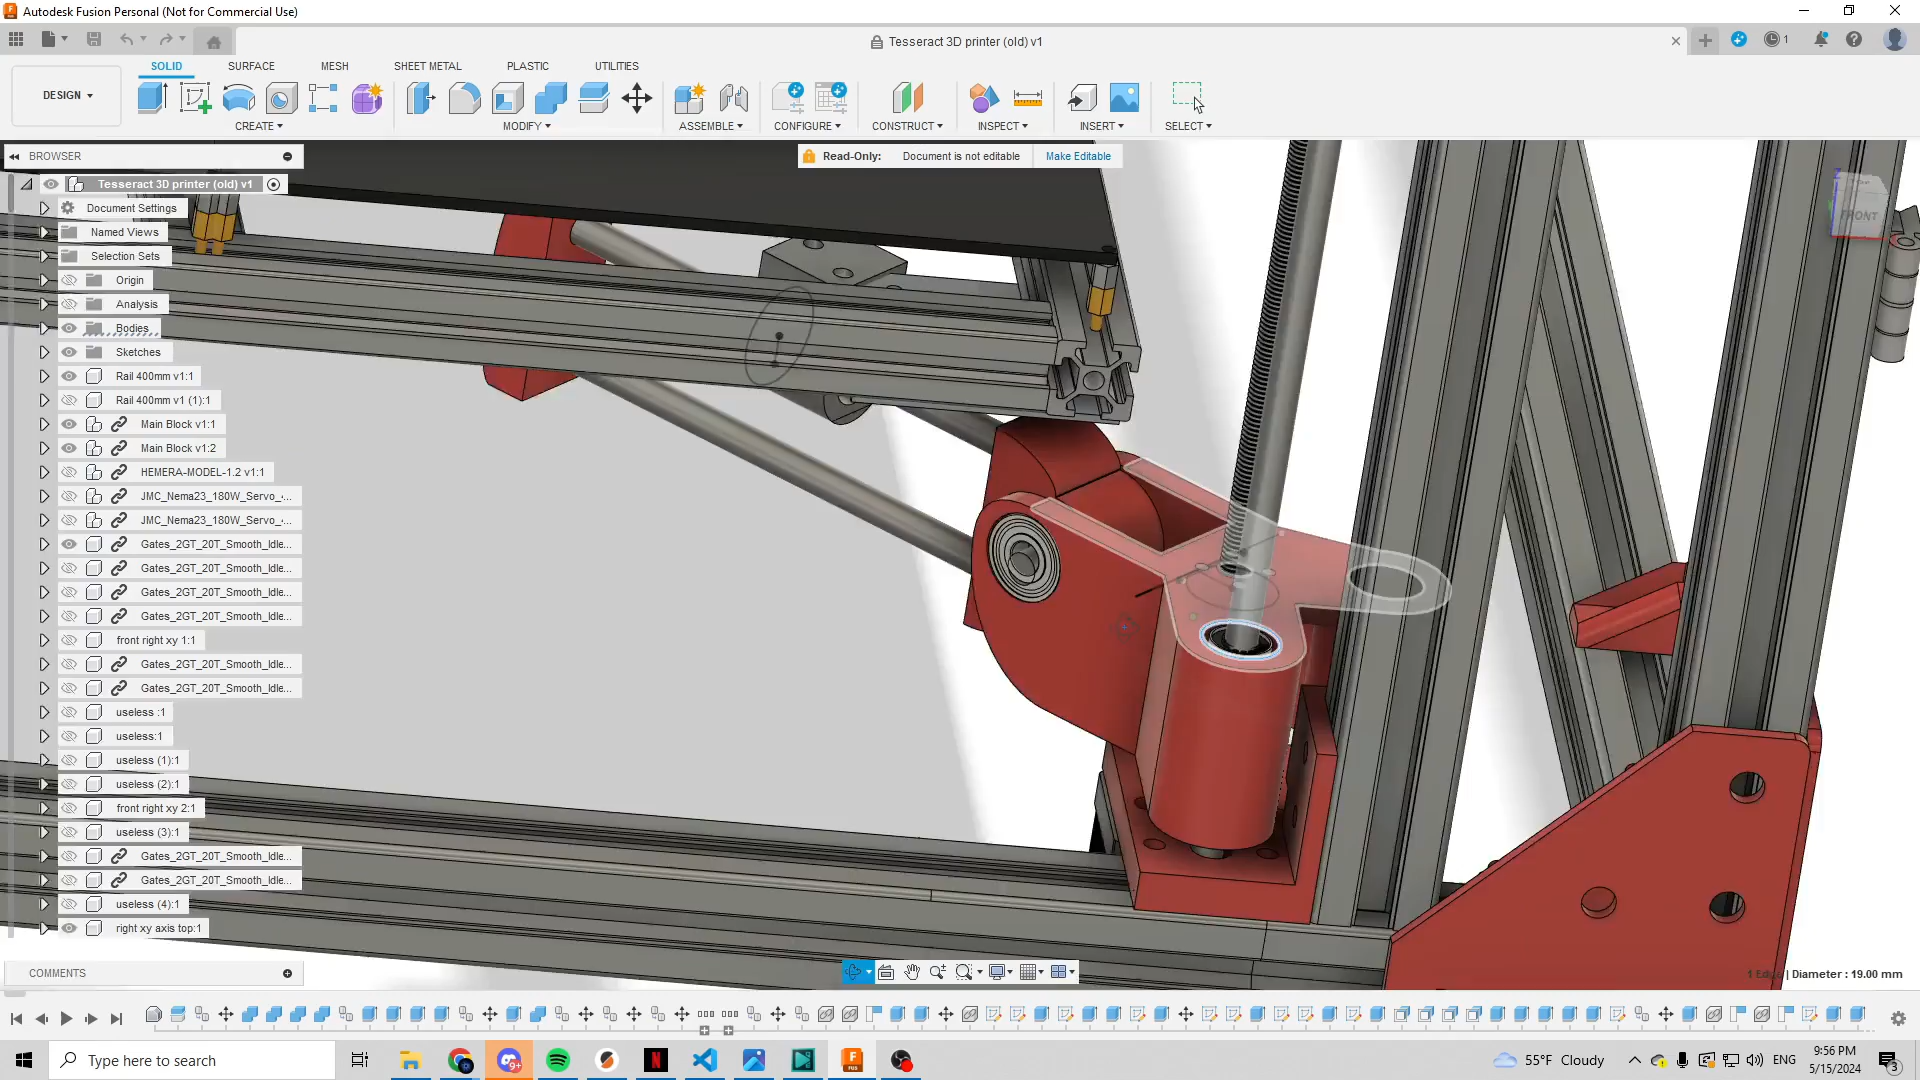 Autodesk Fusion Personal (Not for Commercial Use)
Tesseract 3D printer (old) v1
1
SOLID SURFACE MESH SHEET METAL PLASTIC UTILITIES
DESIGN
CREATE MODIFY ASSEMBLE CONFIGURE CONSTRUCT INSPECT INSERT SELECT
BROWSER
Read-Only: Document is not editable Make Editable
Tesseract 3D printer (old) v1
Document Settings
Named Views
Selection Sets
Origin
Analysis
Bodies
Sketches
Rail 400mm v1:1
Rail 400mm v1 (1):1
Main Block v1:1
Main Block v1:2
HEMERA-MODEL-1.2 v1:1
JMC_Nema23_180W_Servo_...
JMC_Nema23_180W_Servo_...
Gates_2GT_20T_Smooth_Idle...
Gates_2GT_20T_Smooth_Idle...
Gates_2GT_20T_Smooth_Idle...
Gates_2GT_20T_Smooth_Idle...
front right xy 1:1
Gates_2GT_20T_Smooth_Idle...
Gates_2GT_20T_Smooth_Idle...
useless :1
useless:1
useless (1):1
useless (2):1
front right xy 2:1
useless (3):1
Gates_2GT_20T_Smooth_Idle...
Gates_2GT_20T_Smooth_Idle...
useless (4):1
right xy axis top:1
FRONT
COMMENTS
1 Edge | Diameter : 19.00 mm
Type here to search
9+
55°F Cloudy
ENG
9:56 PM
5/15/2024
3